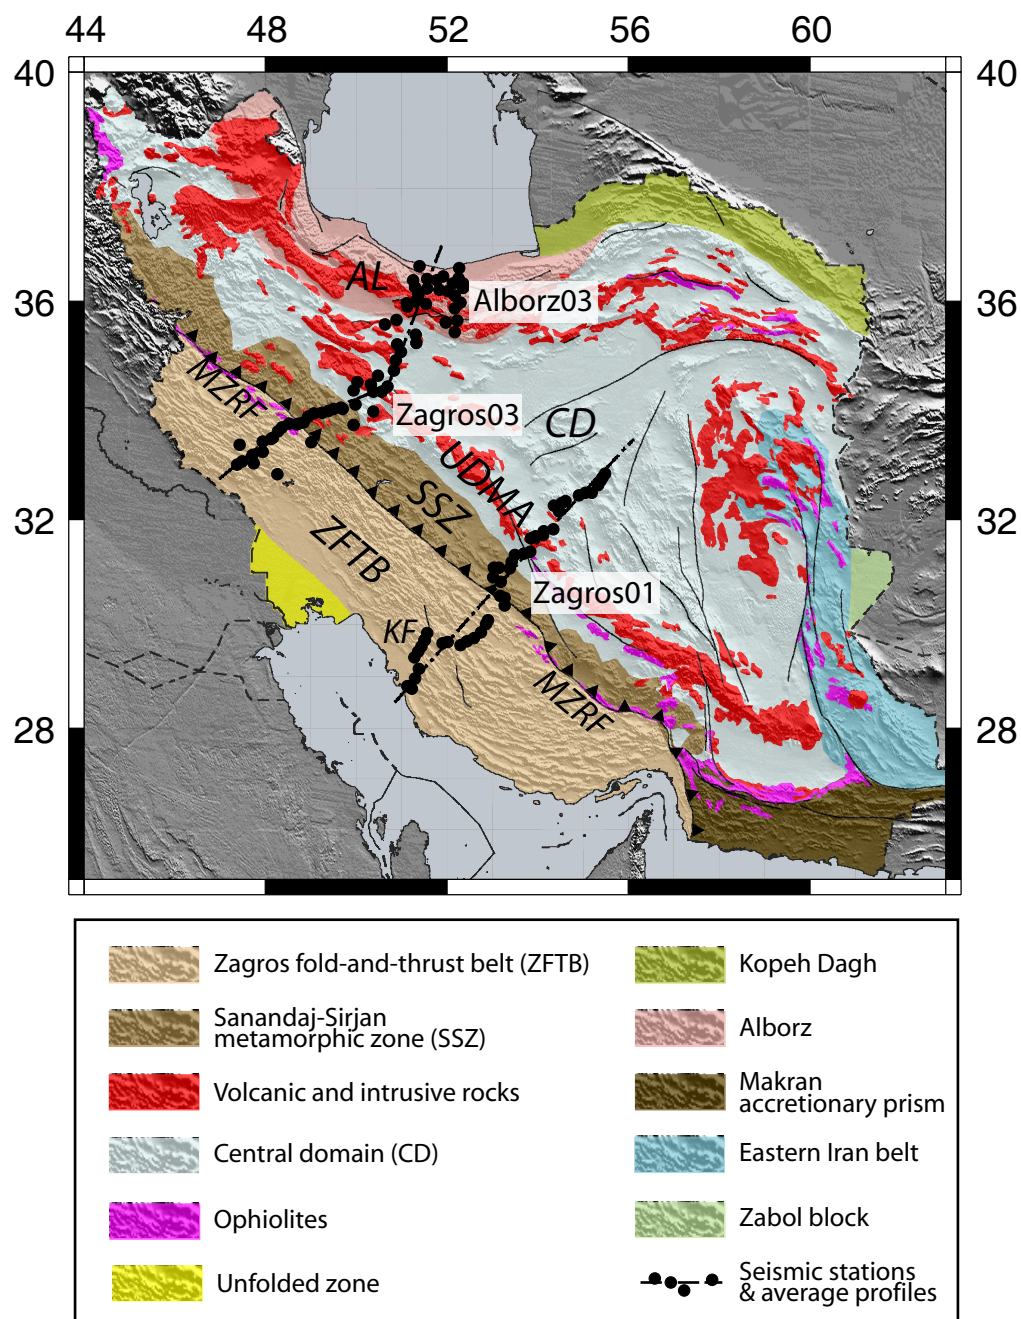 44 48 52 56 60
40 40
AL
36 Alborz03 36
MZRF
Zagros03 CD
UDMA
SSZ
32 32
ZFTB
Zagros01
KF
MZRF
28 28
Zagros fold-and-thrust belt (ZFTB)
Sanandaj-Sirjan
metamorphic zone (SSZ)
Volcanic and intrusive rocks
Central domain (CD)
Ophiolites
Unfolded zone
Kopeh Dagh
Alborz
Makran
accretionary prism
Eastern Iran belt
Zabol block
Seismic stations
& average profiles